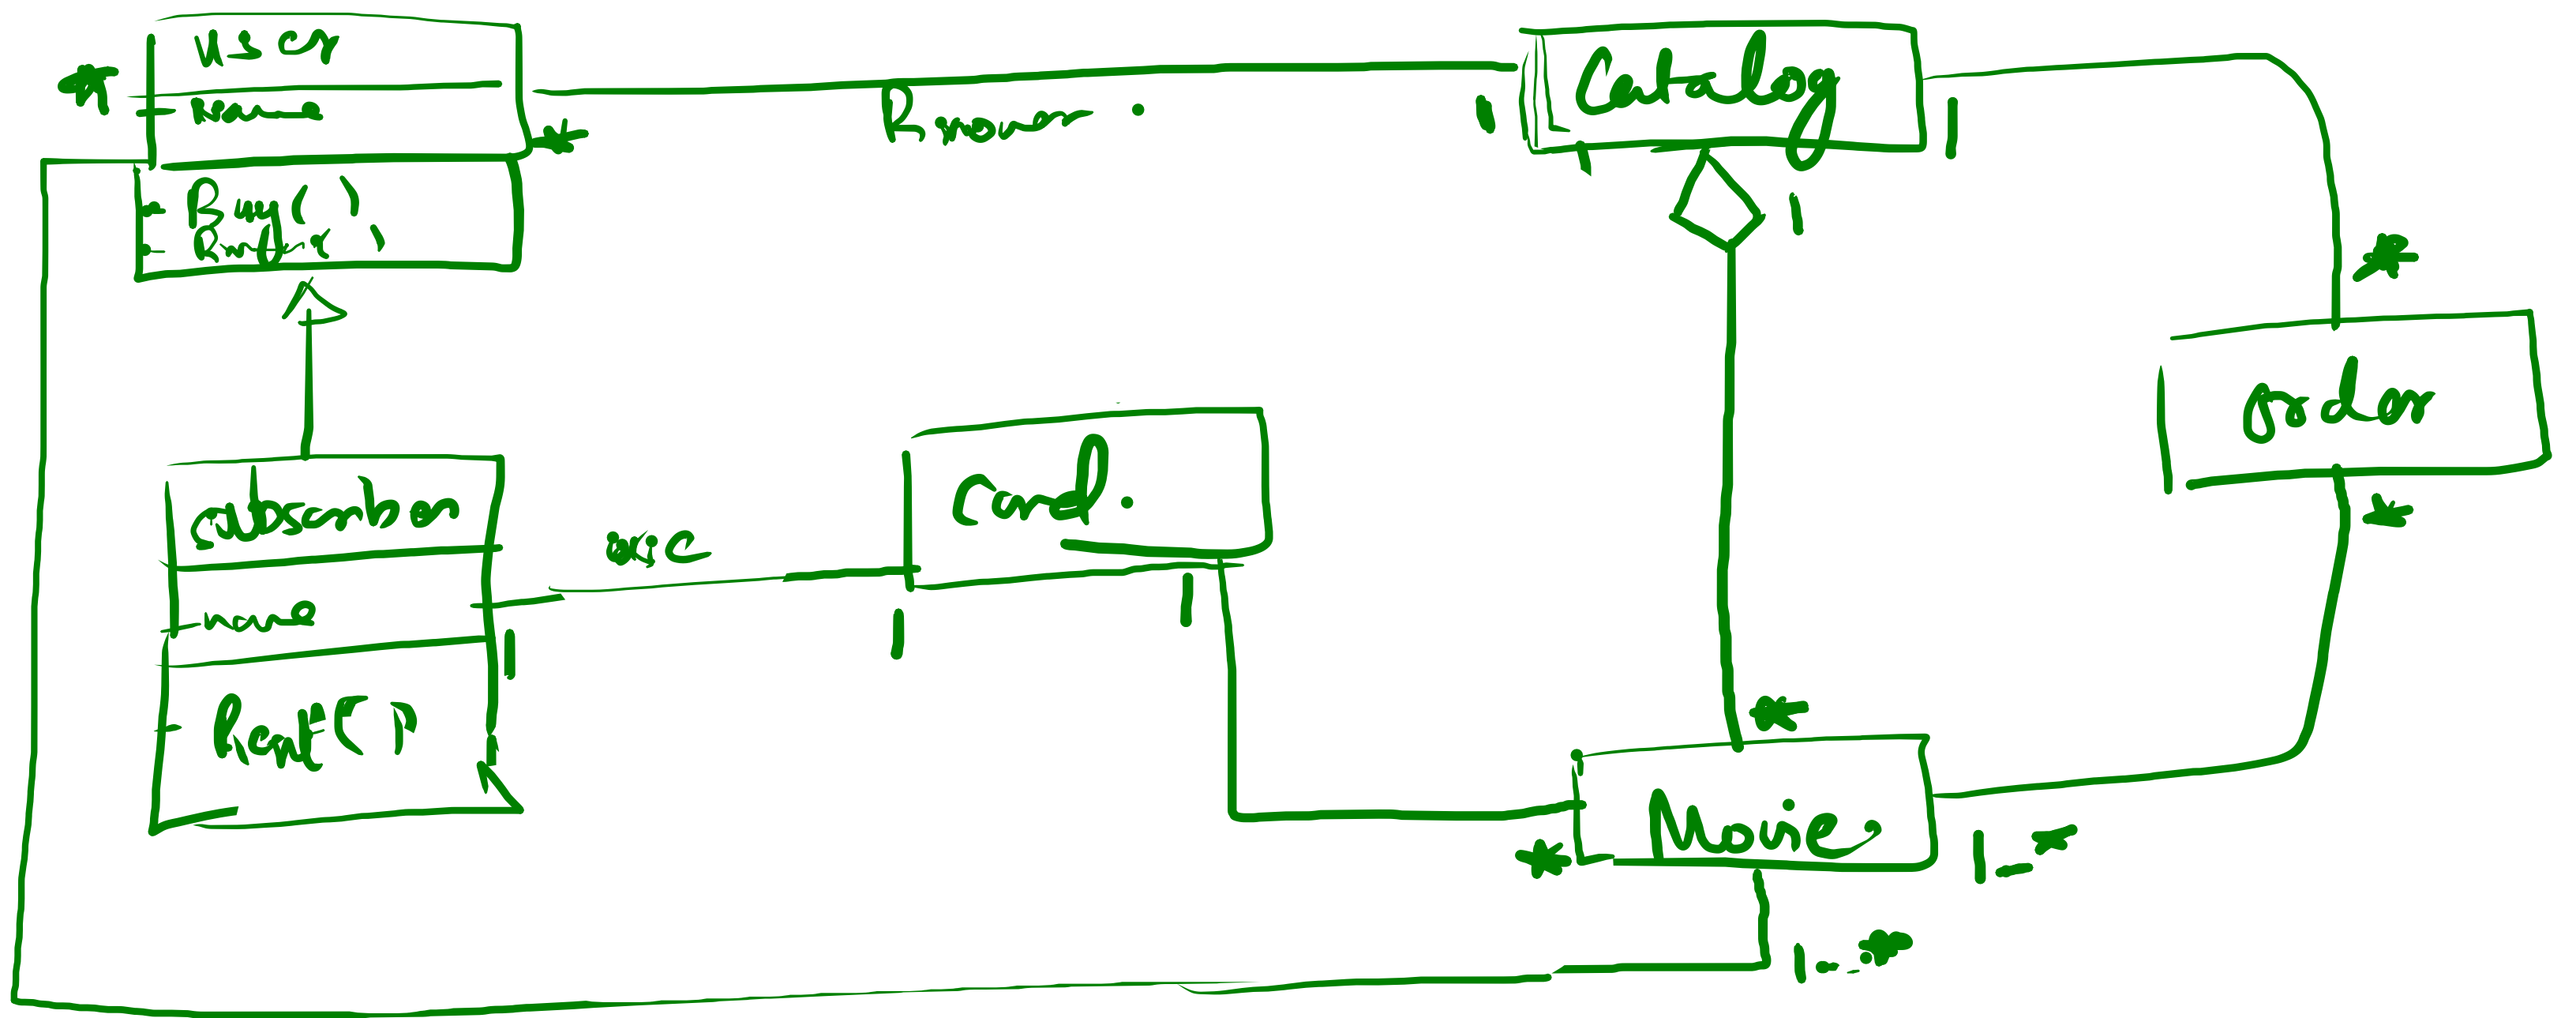 User
*
Name
*
1
Catalog
1
Buy( )
1
*
order
*
subscriber
name
1
Rent( )
Card.
1
1
*
Movie
*
1..*
1..*